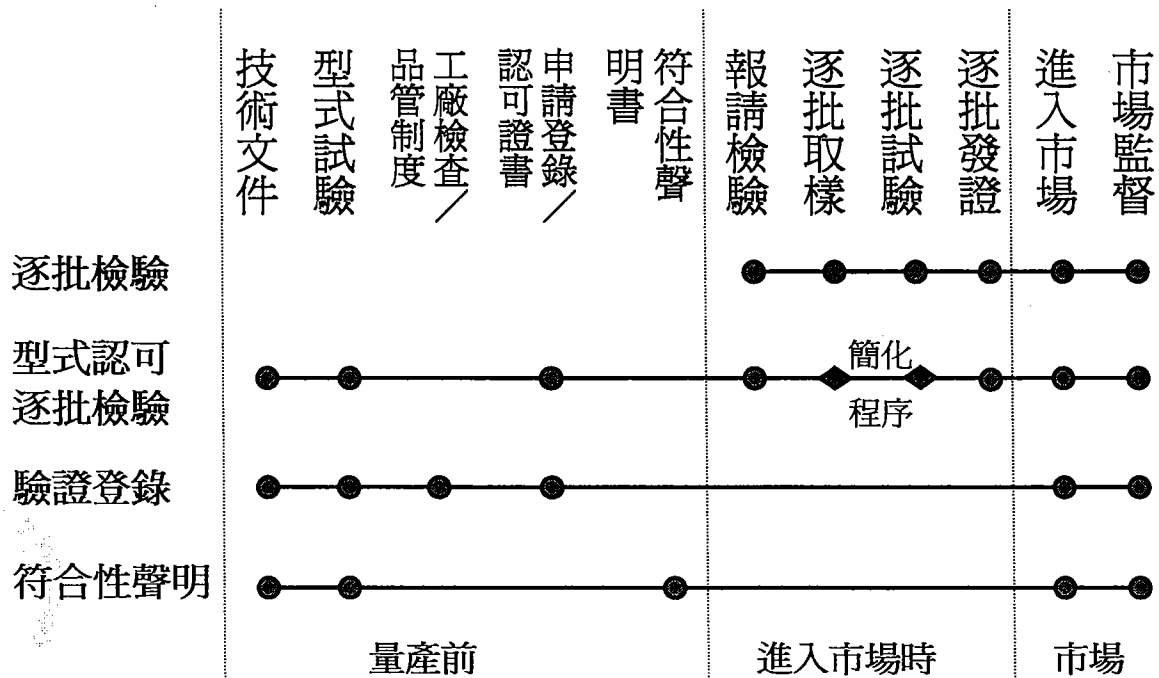 技術文件
型式試驗
工廠檢查／
品管制度
申請登錄／
認可證書
符合性聲
明書
報請檢驗
逐批取樣
逐批試驗
逐批發證
進入市場
市場監督
逐批檢驗
型式認可
逐批檢驗
簡化
程序
驗證登錄
符合性聲明
量產前
進入市場時
市場